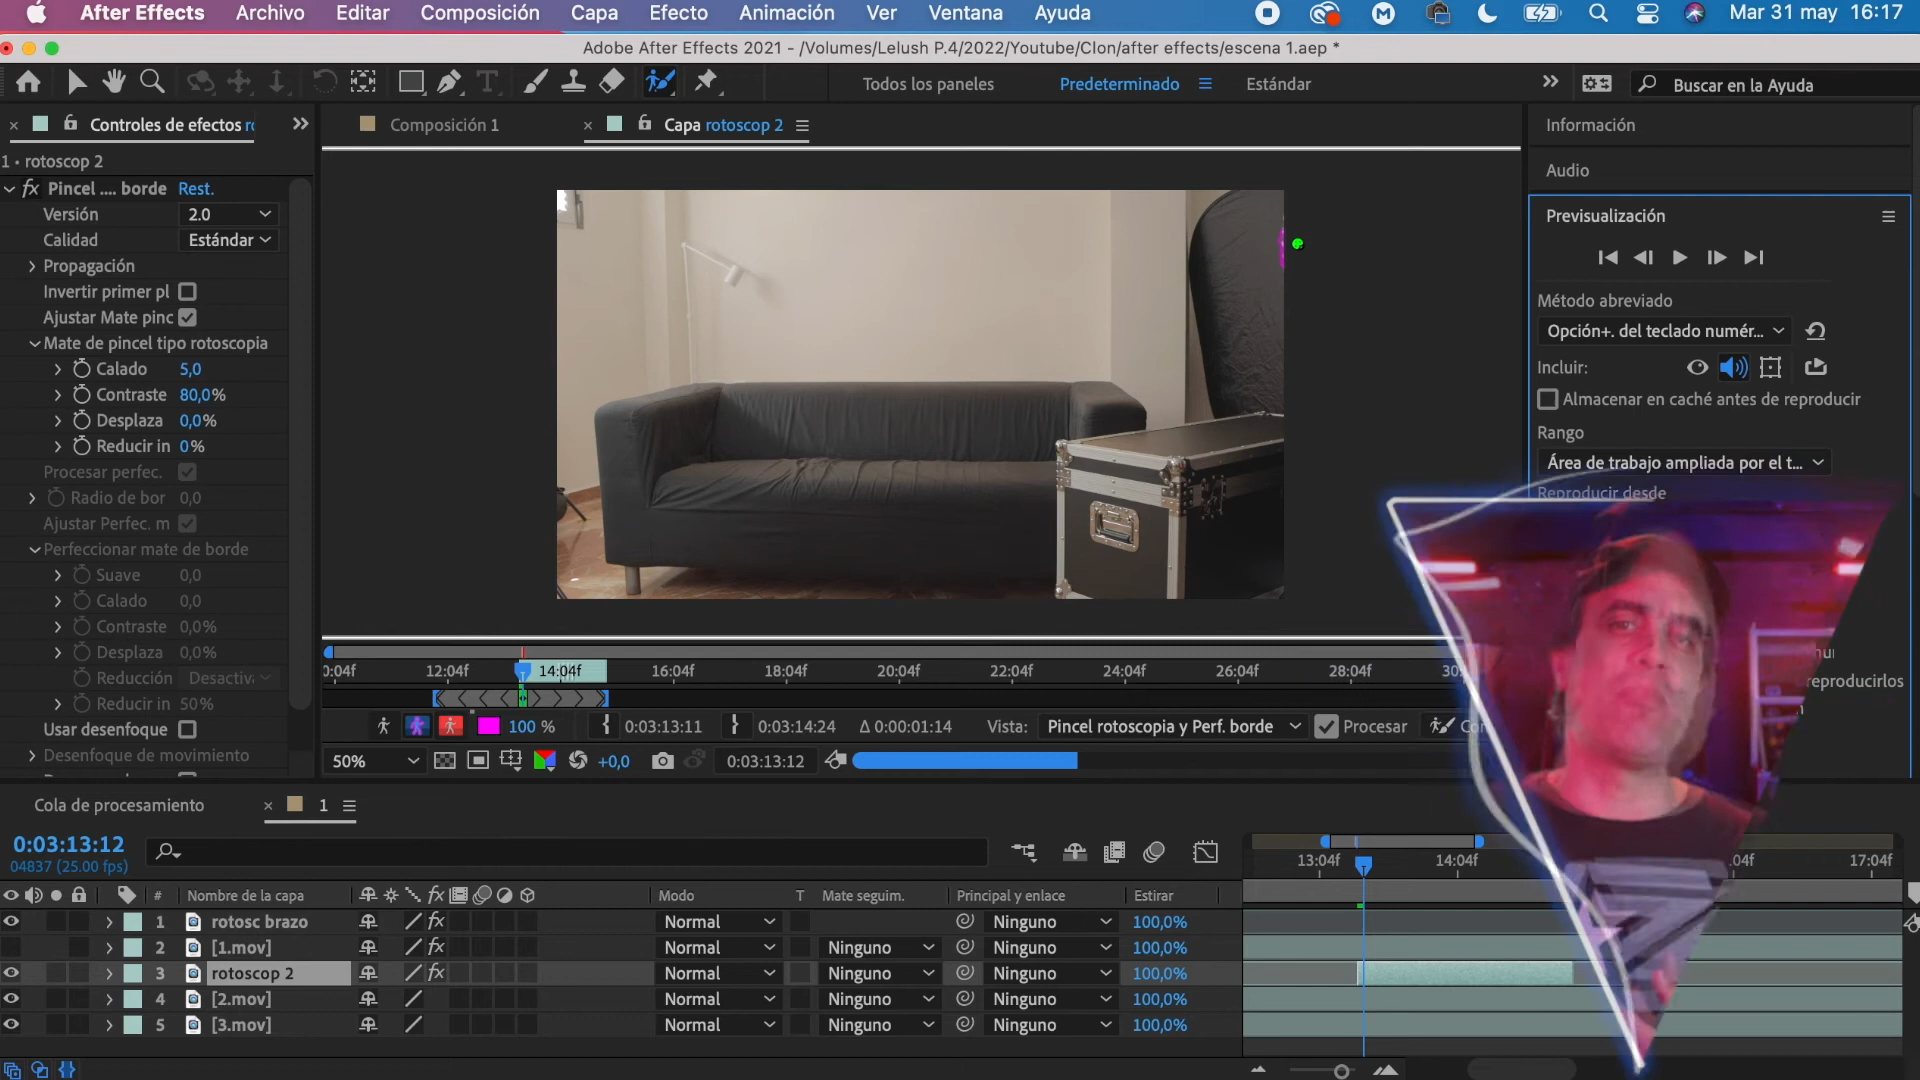 After Effects Archivo Editar Composición Capa Efecto Animación Ver Ventana Ayuda Mar 31 may 16:17
Adobe After Effects 2021 - /Volumes/Lelush P.4/2022/Youtube/Clon/after effects/escena 1.aep *
Todos los paneles Predeterminado Estándar Buscar en la Ayuda
Controles de efectos Composición 1 Capa rotoscop 2 Información
1 • rotoscop 2
Audio
fx Pincel .... borde Rest.
Previsualización
Versión 2.0
Calidad Estándar
Propagación
Invertir primer pl
Método abreviado
Ajustar Mate pinc
Opción+. del teclado numér...
Mate de pincel tipo rotoscopia
Calado 5,0
Incluir:
Contraste 80,0%
Almacenar en caché antes de reproducir
Desplaza 0,0%
Rango
Reducir in 0%
Área de trabajo ampliada por el t...
Procesar perfec.
Reproducir desde
Radio de bor 0,0
Ajustar Perfec. m
Perfeccionar mate de borde
Suave 0,0
Calado 0,0
Contraste 0,0%
Desplaza 0,0%
Reducción Desactiv
Reducir in 50%
Usar desenfoque
Desenfoque de movimiento
reproducirlos
0:04f 12:04f 14:04f 16:04f 18:04f 20:04f 22:04f 24:04f 26:04f 28:04f 30
100 % 0:03:13:11 0:03:14:24 Δ 0:00:01:14 Vista: Pincel rotoscopia y Perf. borde Procesar
50% +0,0 0:03:13:12
Cola de procesamiento 1
0:03:13:12
04837 (25.00 fps)
13:04f 14:04f :04f 17:04f
# Nombre de la capa fx Modo T Mate seguim. Principal y enlace Estirar
1 rotosc brazo fx Normal Ninguno 100,0%
2 [1.mov] Normal Ninguno Ninguno 100,0%
3 rotoscop 2 fx Normal Ninguno Ninguno 100,0%
4 [2.mov] Normal Ninguno Ninguno 100,0%
5 [3.mov] Normal Ninguno Ninguno 100,0%